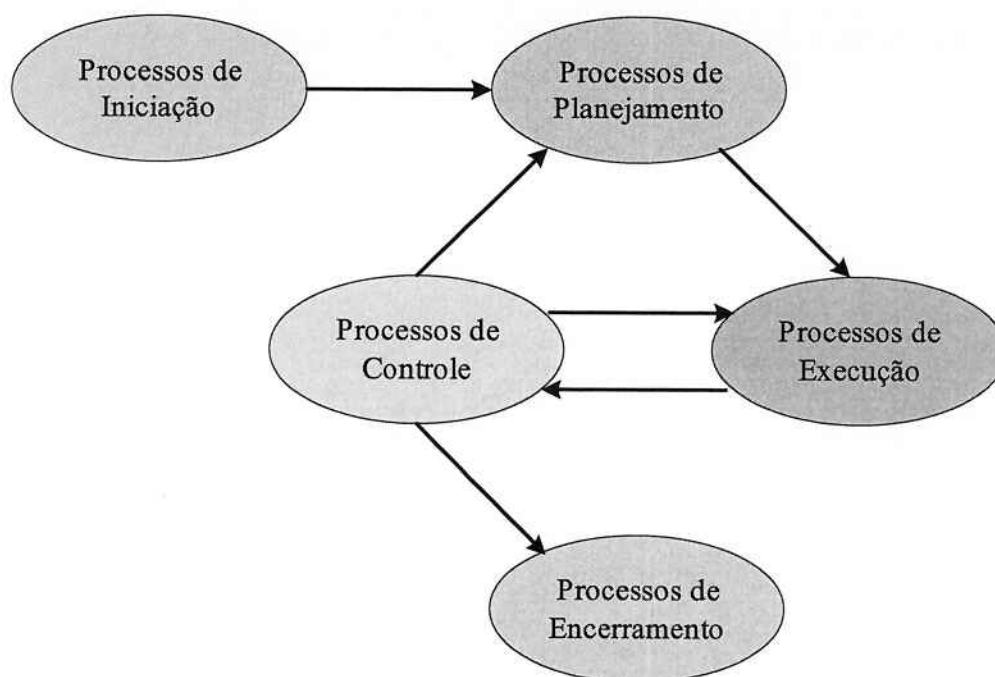 Processos de
Iniciação
Processos de
Planejamento
Processos de
Controle
Processos de
Execução
Processos de
Encerramento